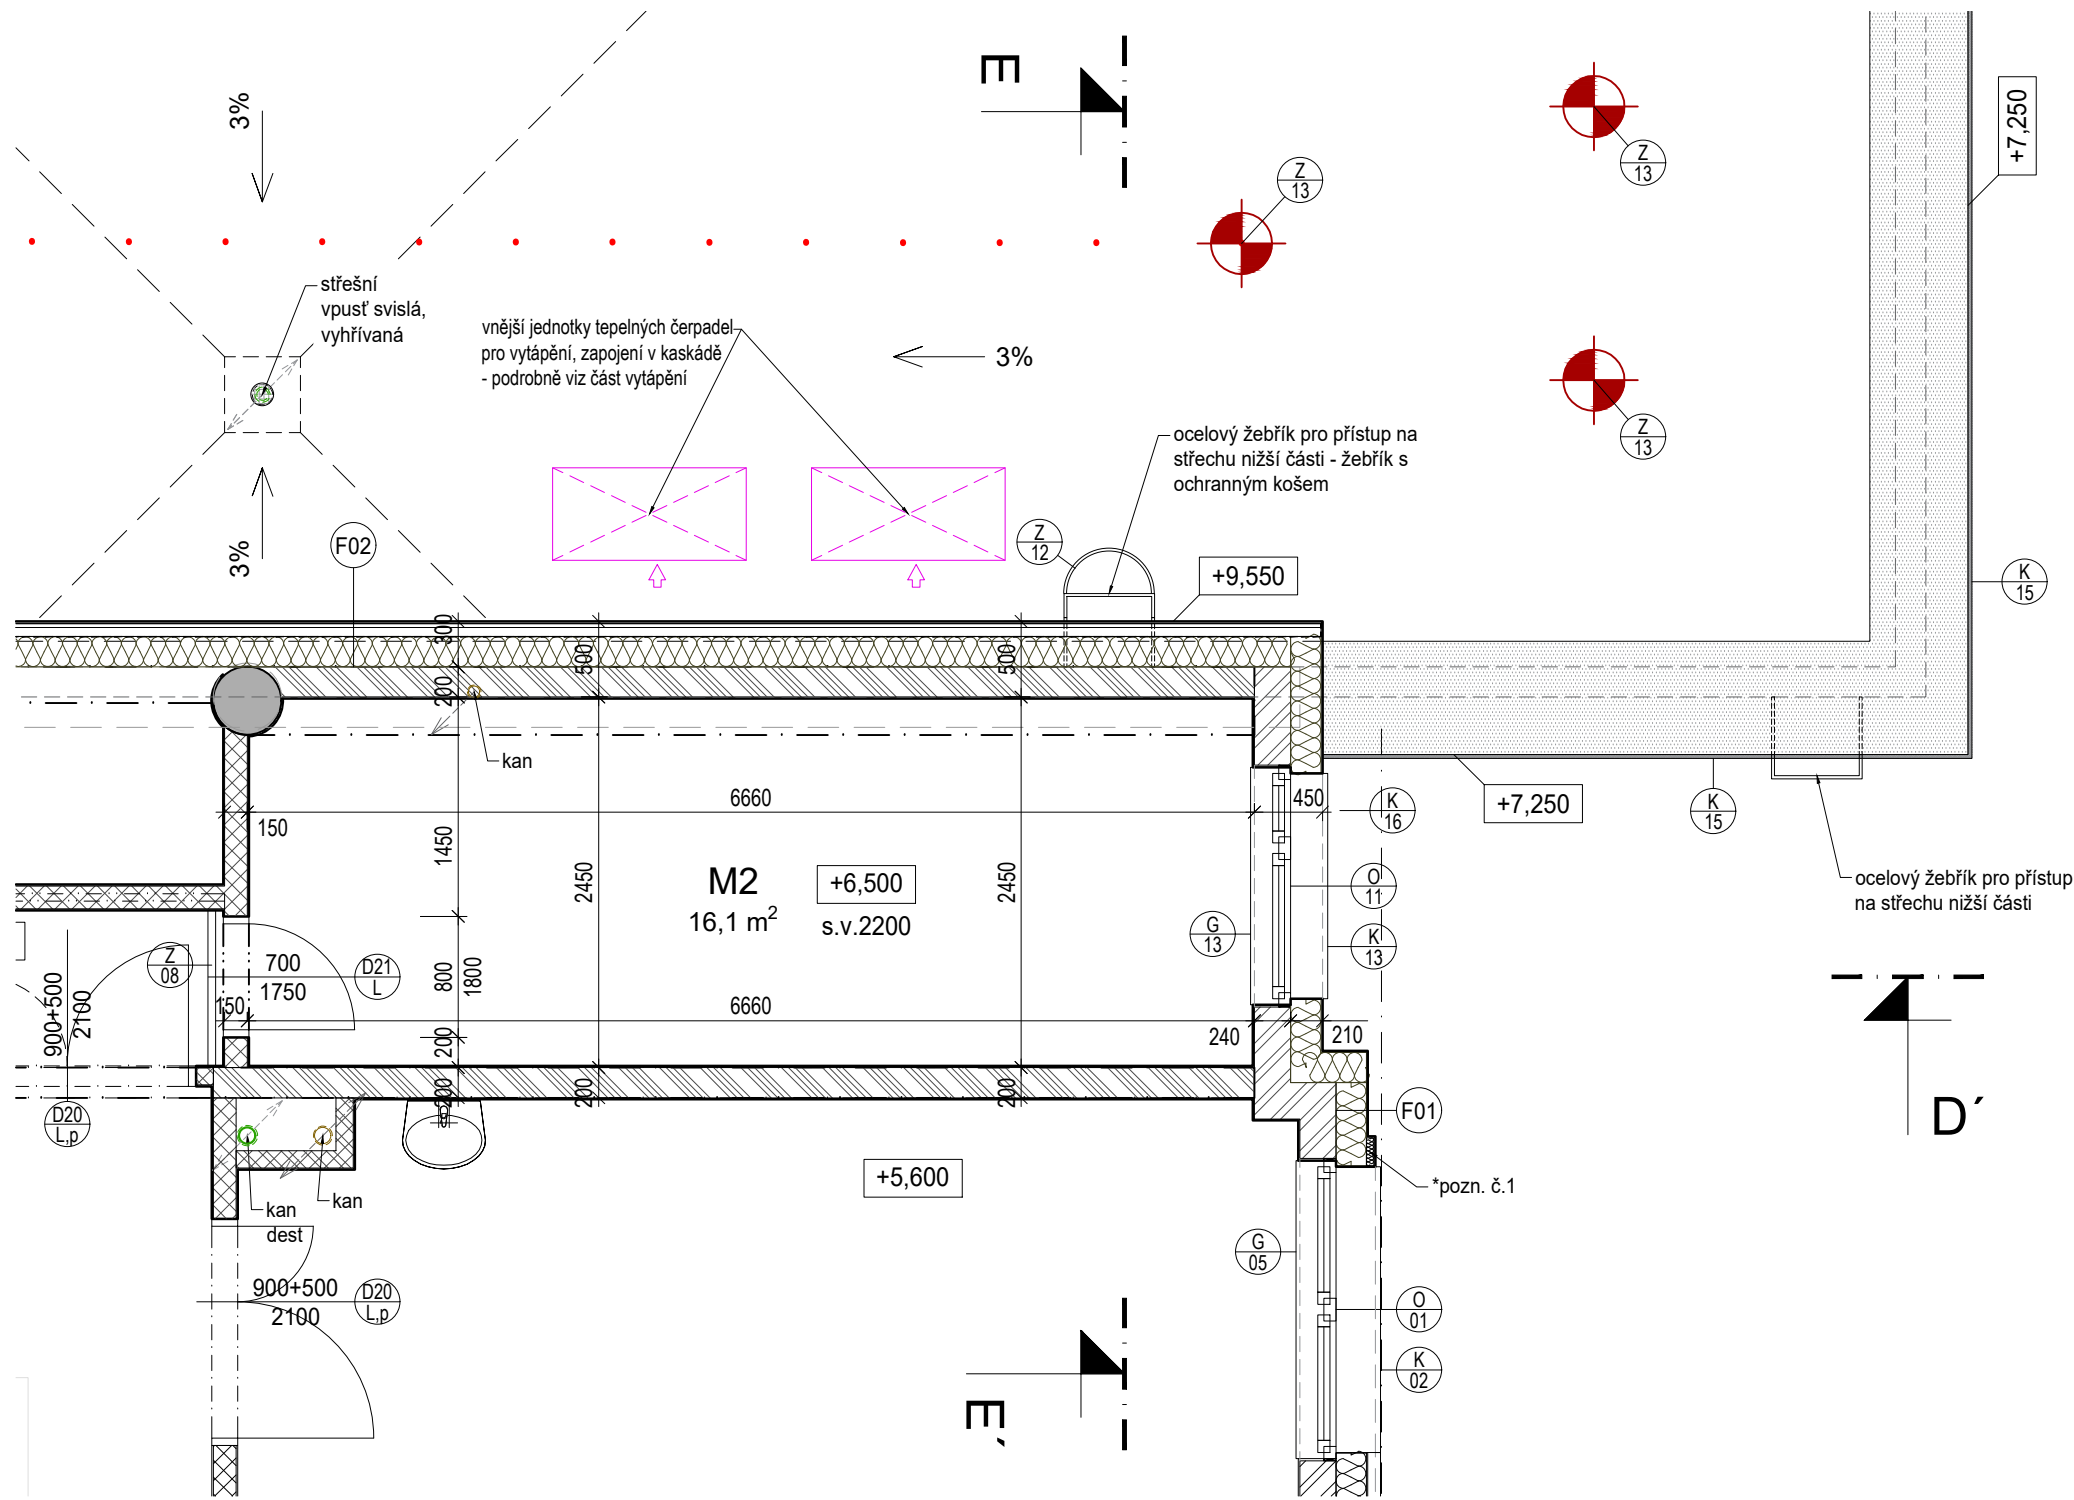 E
3%
+7,250
Z
13
Z
13
střešní
vpusť svislá,
vyhřívaná
vnější jednotky tepelných čerpadel
pro vytápění, zapojení v kaskádě
- podrobně viz část vytápění
3%
Z
13
ocelový žebřík pro přístup na
střechu nižší části - žebřík s
ochranným košem
3%
F02
Z
12
+9,550
K
15
300
500
500
200
kan
6660
450
150
+7,250
K
16
K
15
1450
2450
2450
M2
16,1 m²
+6,500
s.v.2200
O
11
ocelový žebřík pro přístup
na střechu nižší části
G
13
K
13
Z
08
700
1750
D21
L
800
1800
900+500
2100
150
6660
240
210
200
200
200
200
D20
L,p
F01
D´
+5,600
*pozn. č.1
kan
kan
dest
G
05
900+500
2100
D20
L,p
O
01
K
02
E´